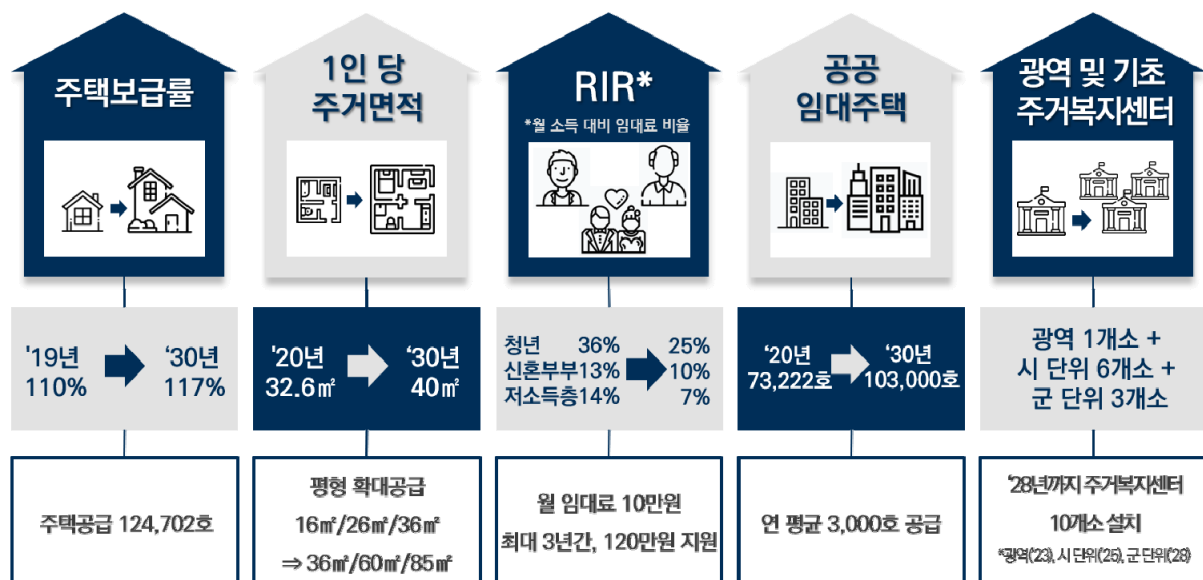 주택보급률
'19년
110%
‘30년
117%
주택공급 124,702호
1인 당
주거면적
'20년
32.6㎡
‘30년
40㎡
평형 확대공급
16㎡/26㎡/36㎡
⇒ 36㎡/60㎡/85㎡
RIR*
*월 소득 대비 임대료 비율
청년 36% 25%
신혼부부13% 10%
저소득층14% 7%
월 임대료 10만원
최대 3년간, 120만원 지원
공공
임대주택
‘20년
73,222호
‘30년
103,000호
연 평균 3,000호 공급
광역 및 기초
주거복지센터
광역 1개소 +
시 단위 6개소 +
군 단위 3개소
‘28년까지 주거복지센터
10개소 설치
*광역(‘23), 시 단위(‘25), 군 단위(‘28)